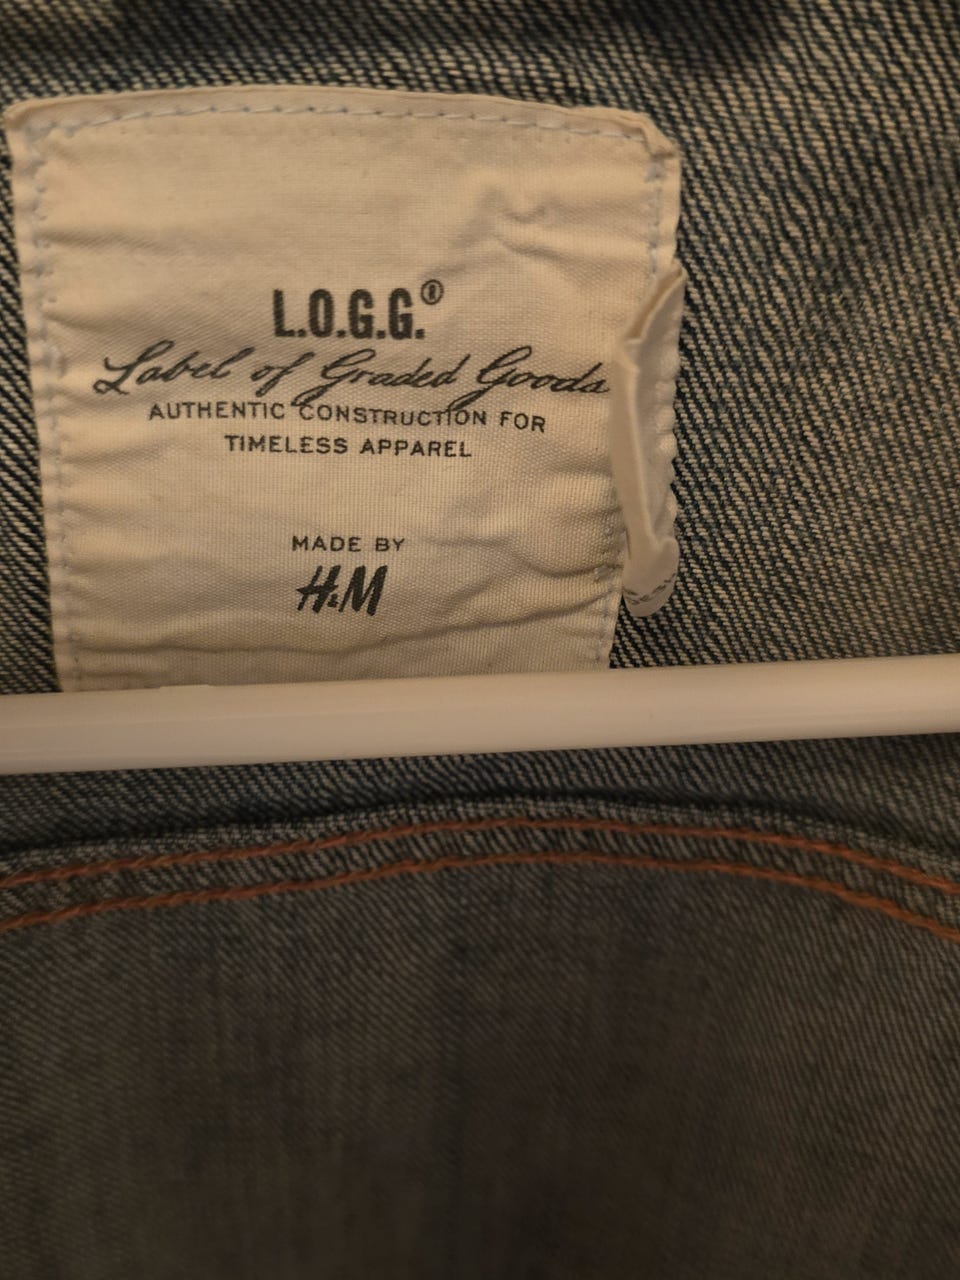 L.O.G.G.®
Label of Graded Goods
AUTHENTIC CONSTRUCTION FOR
TIMELESS APPAREL
MADE BY
H&M